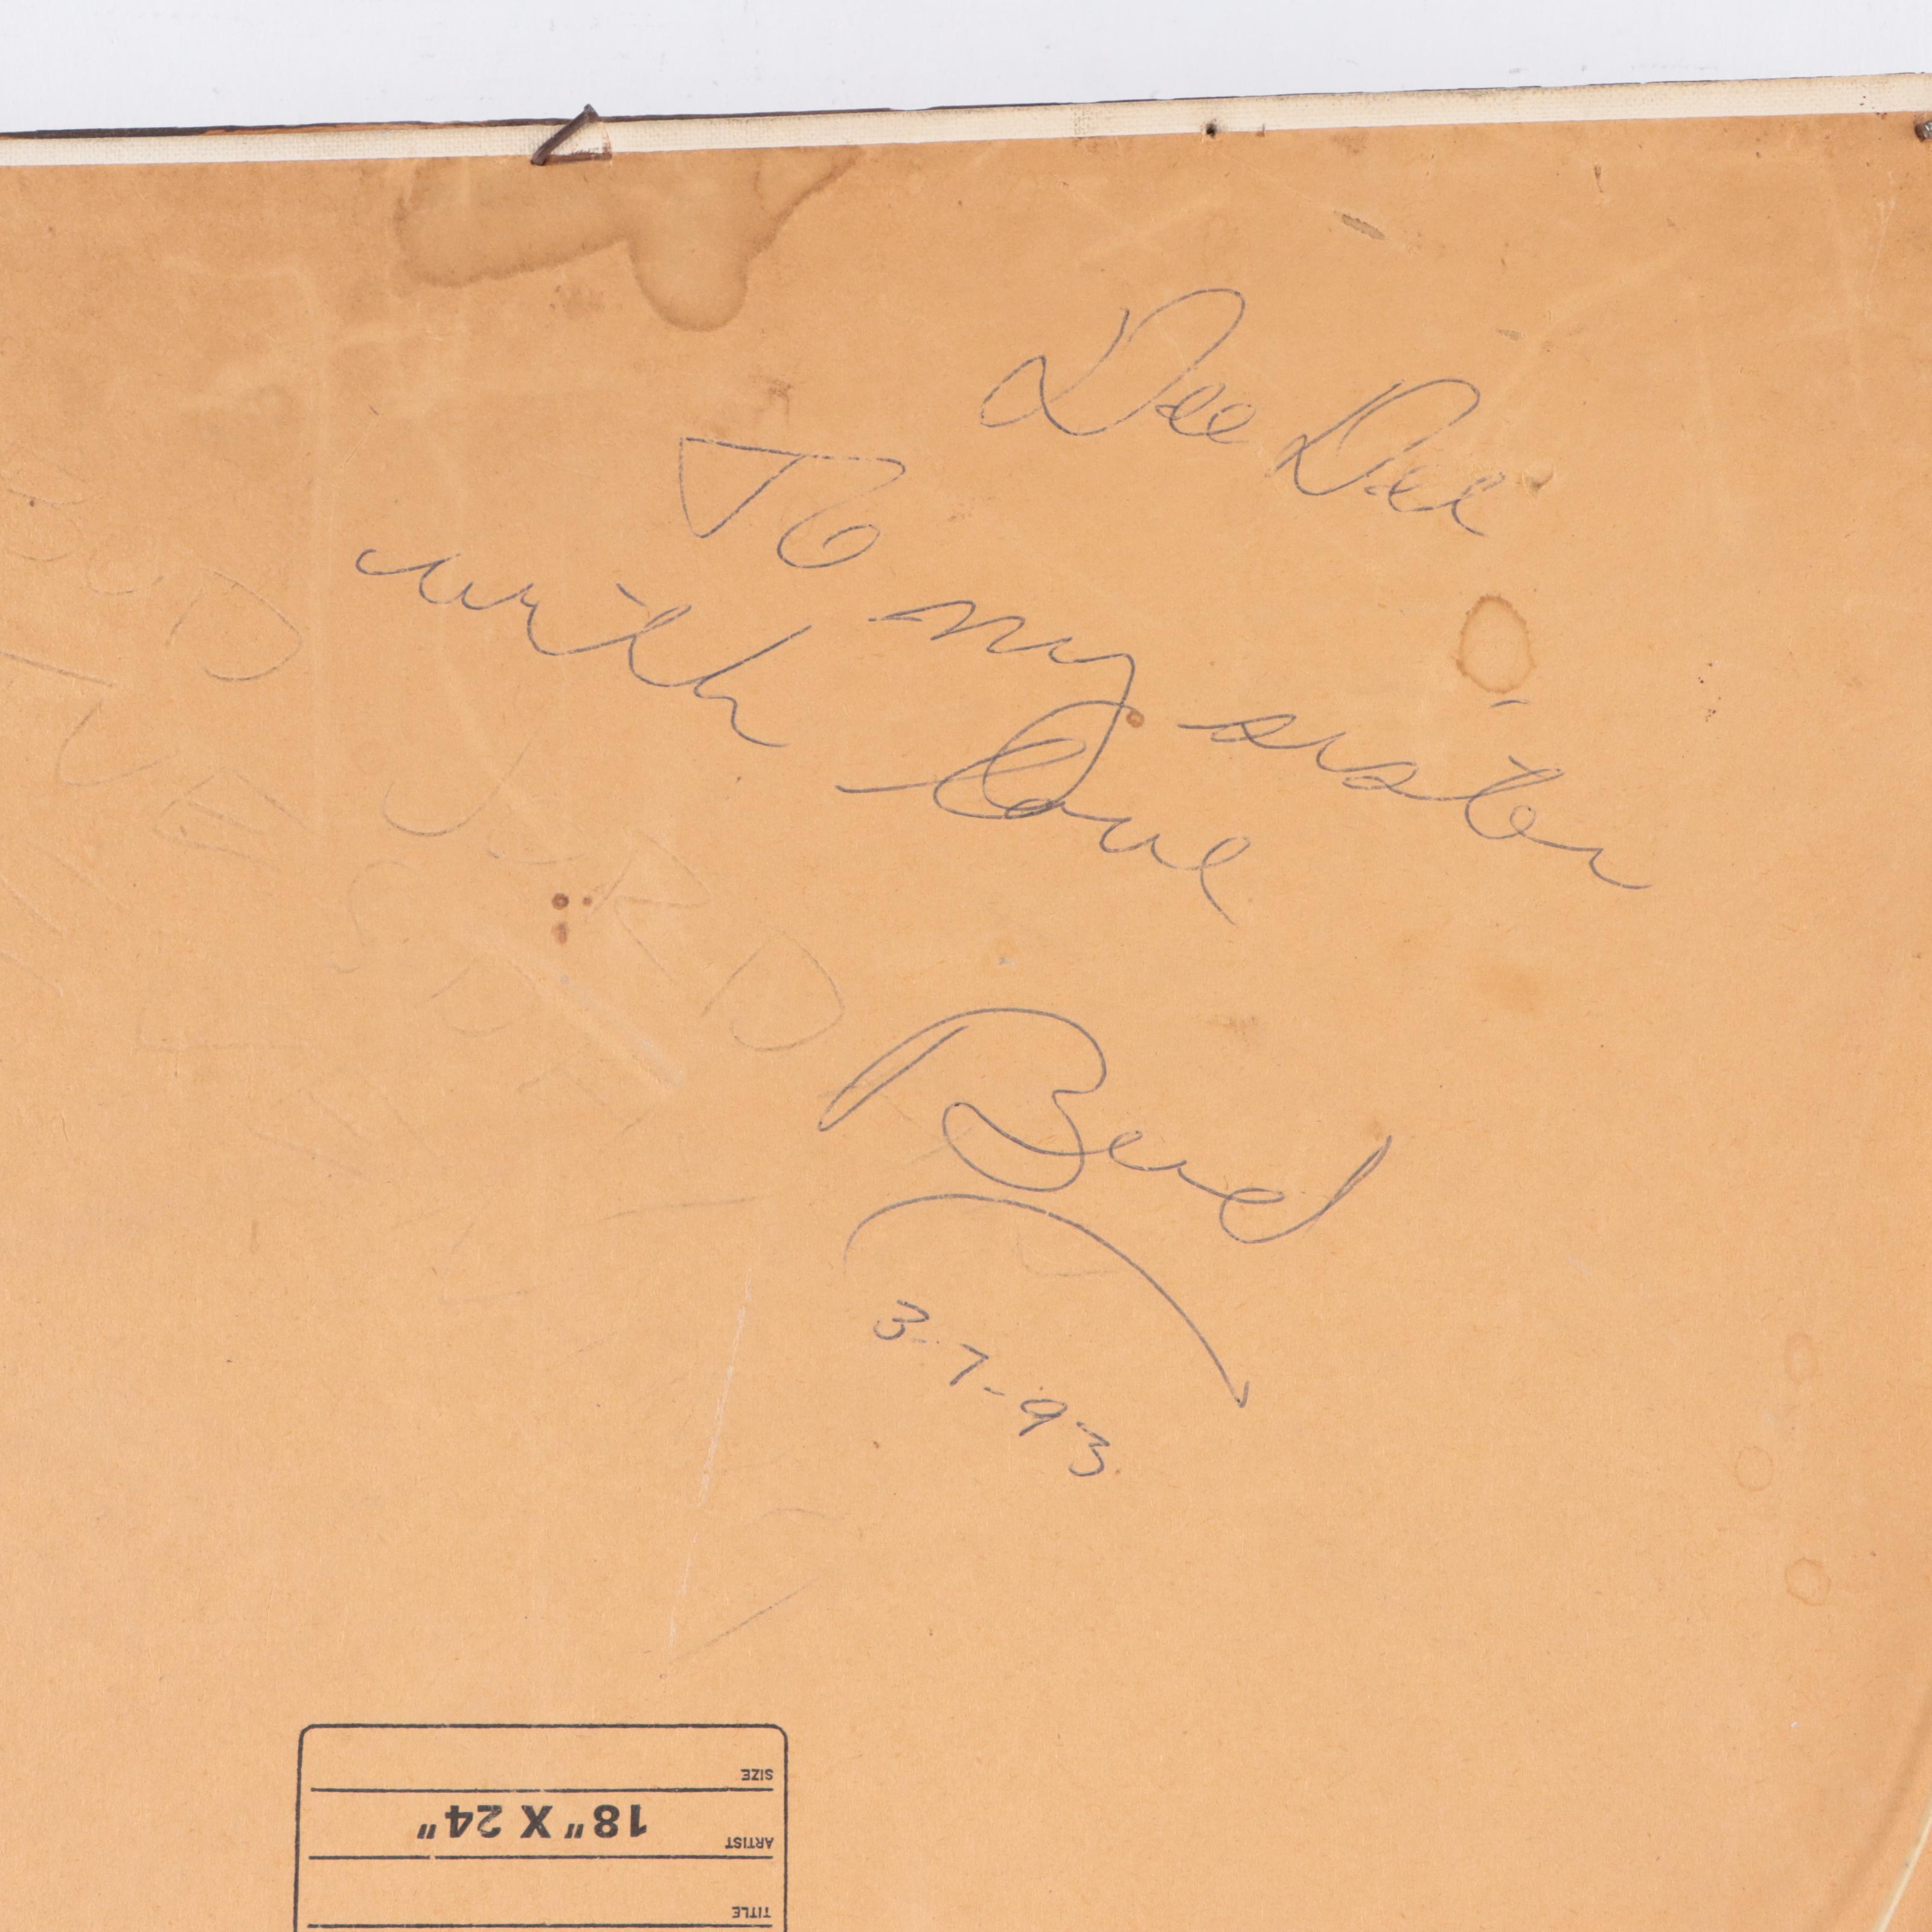 Dee Dee
To my sister
with love
Bud
3-7-93
SIZE
18" X 24"
ARTIST
TITLE